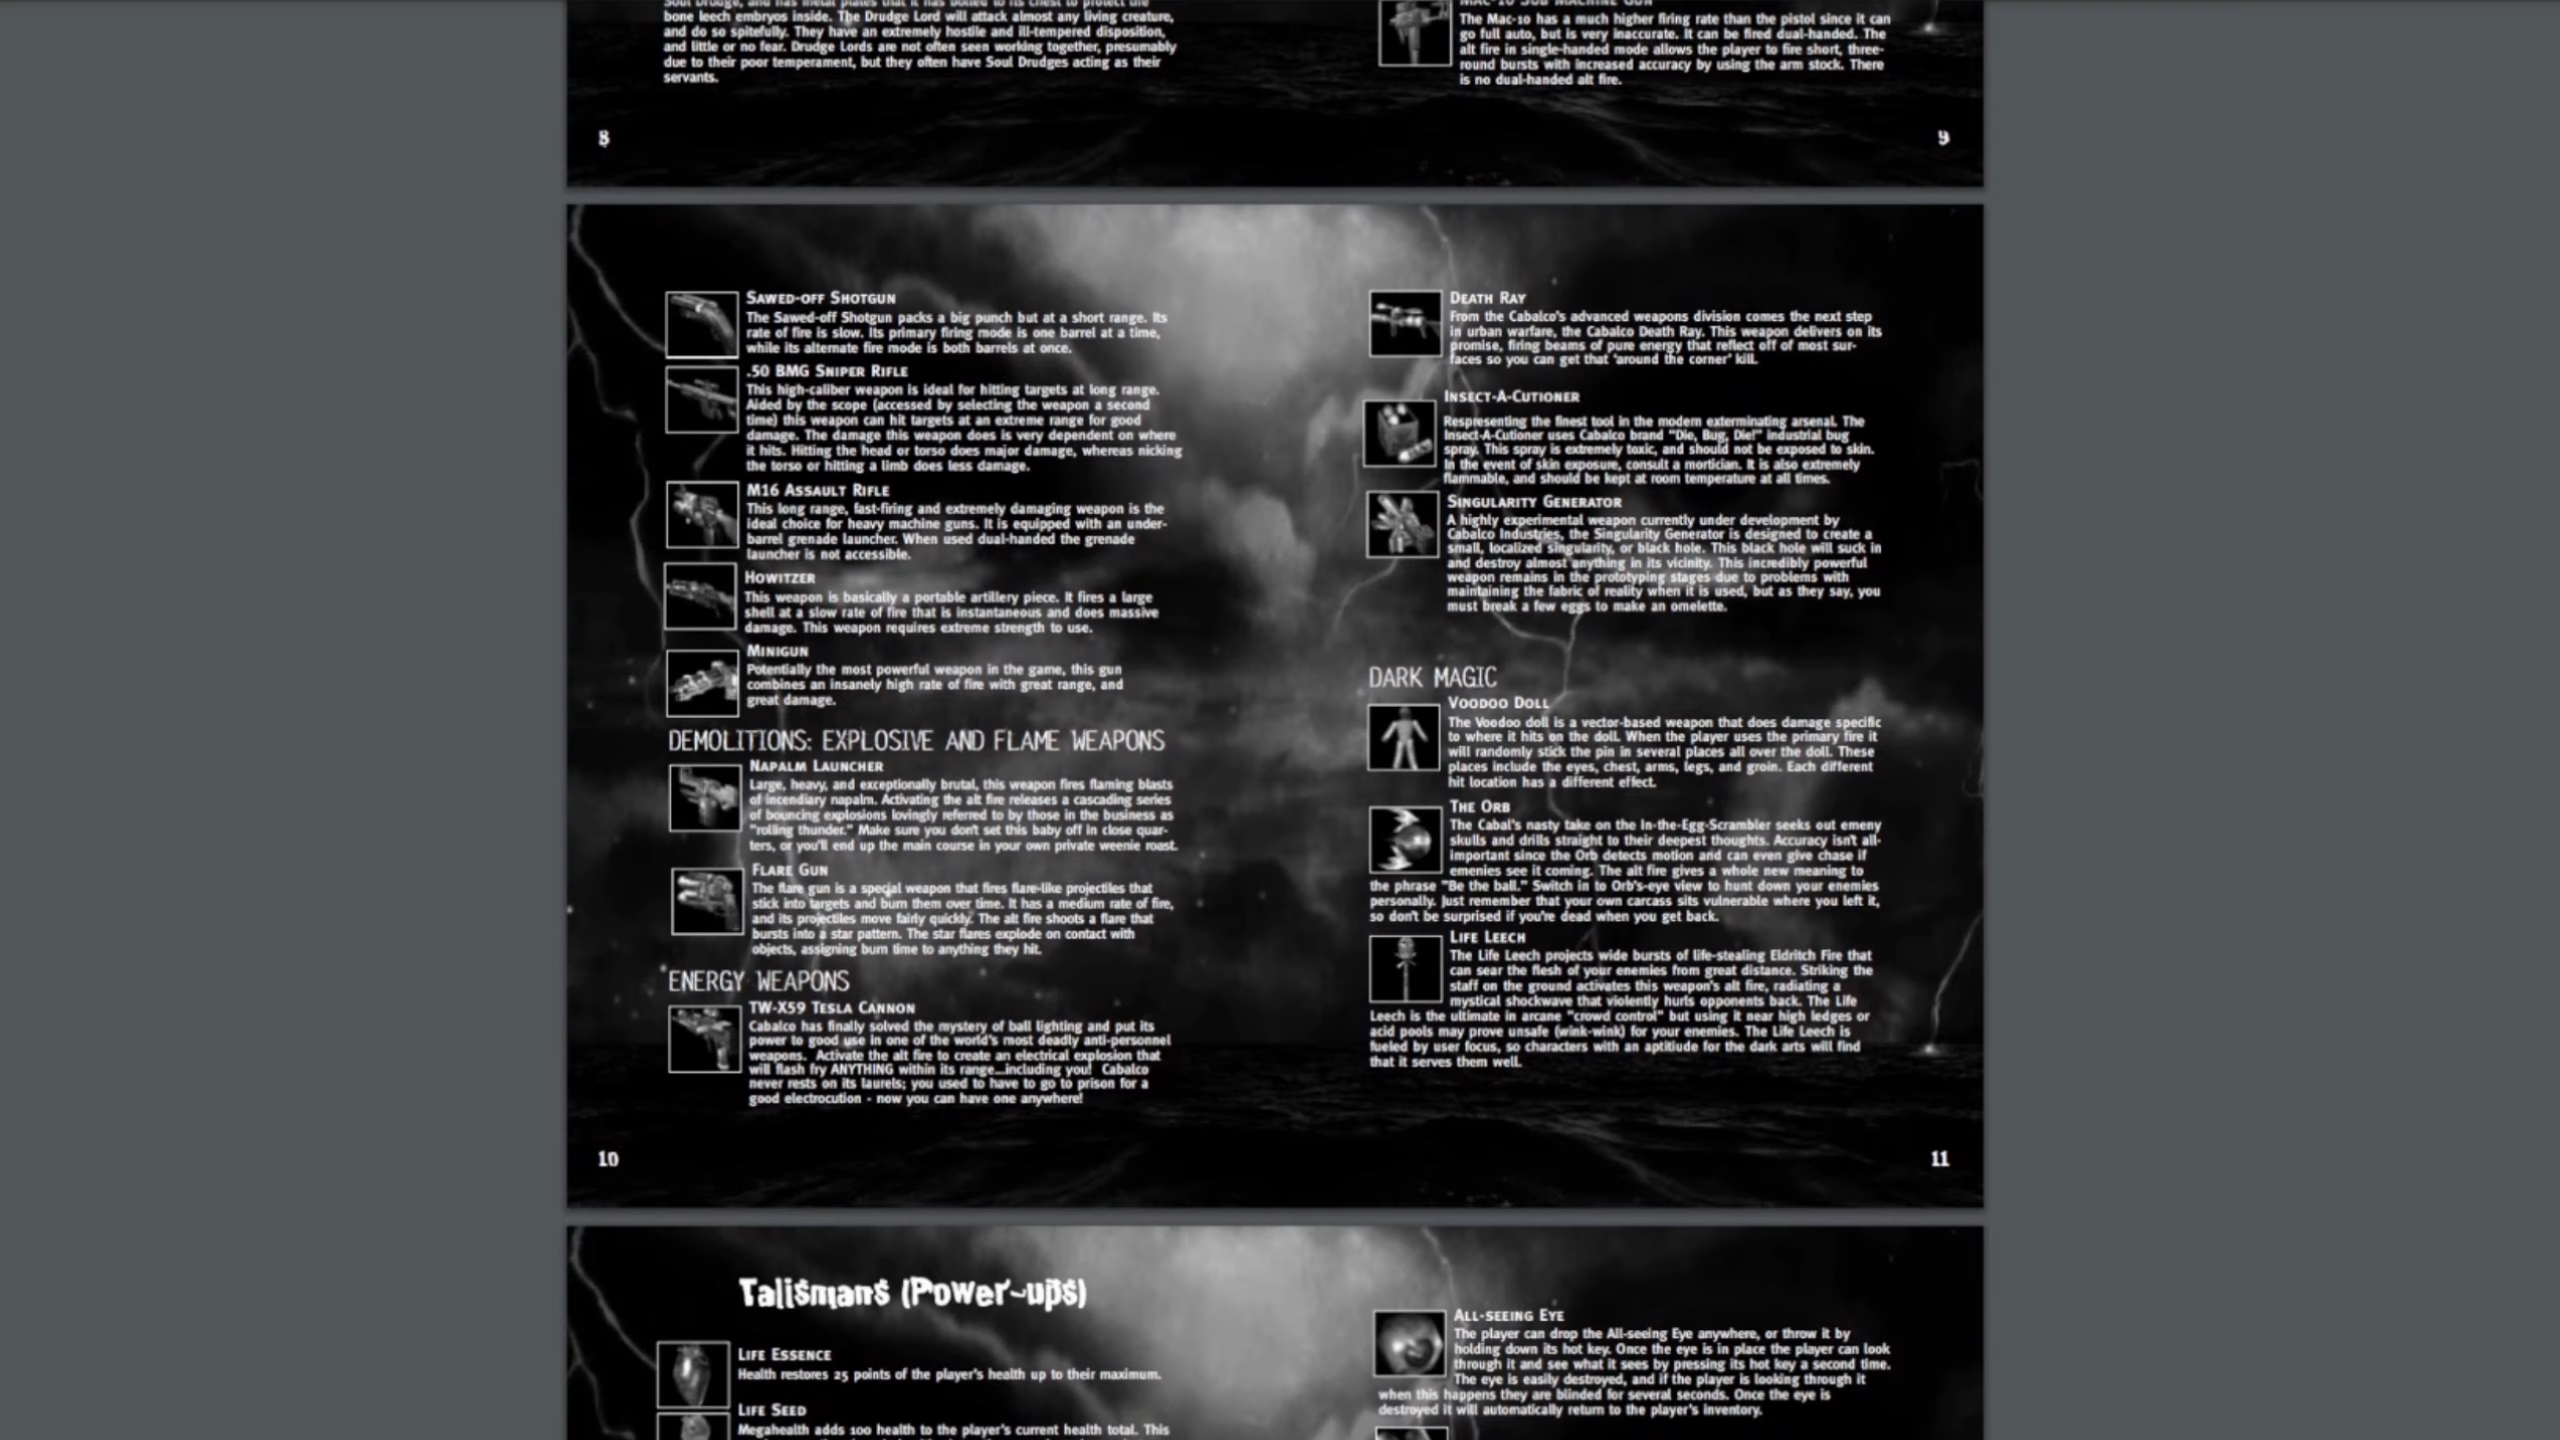 bone leech embryos inside. The Drudge Lord will attack almost any living creature,
and do so spitefully. They have an extremely hostile and ill-tempered disposition,
and little or no fear. Drudge Lords are not often seen working together, presumably
due to their poor temperament, but they often have Soul Drudges acting as their
servants.
8
The Mac-10 has a much higher firing rate than the pistol since it can
go full auto, but is very inaccurate. It can be fired dual-handed. The
alt fire in single-handed mode allows the player to fire short, three-
round bursts with increased accuracy by using the arm stock. There
is no dual-handed alt fire.
9
Sawed-off Shotgun
The Sawed-off Shotgun packs a big punch but at a short range. Its
rate of fire is slow. Its primary firing mode is one barrel at a time,
while its alternate fire mode is both barrels at once.
.50 BMG Sniper Rifle
This high-caliber weapon is ideal for hitting targets at long range.
Aided by the scope (accessed by selecting the weapon a second
time) this weapon can hit targets at an extreme range for good
damage. The damage this weapon does is very dependent on where
it hits. Hitting the head or torso does major damage, whereas nicking
the torso or hitting a limb does less damage.
M16 Assault Rifle
This long range, fast-firing and extremely damaging weapon is the
ideal choice for heavy machine guns. It is equipped with an under-
barrel grenade launcher. When used dual-handed the grenade
launcher is not accessible.
Howitzer
This weapon is basically a portable artillery piece. It fires a large
shell at a slow rate of fire that is instantaneous and does massive
damage. This weapon requires extreme strength to use.
Minigun
Potentially the most powerful weapon in the game, this gun
combines an insanely high rate of fire with great range, and
great damage.
DEMOLITIONS: EXPLOSIVE AND FLAME WEAPONS
Napalm Launcher
Large, heavy, and exceptionally brutal, this weapon fires flaming blasts
of incendiary napalm. Activating the alt fire releases a cascading series
of bouncing explosions lovingly referred to by those in the business as
"rolling thunder." Make sure you don't set this baby off in close quar-
ters, or you'll end up the main course in your own private weenie roast.
Flare Gun
The flare gun is a special weapon that fires flare-like projectiles that
stick into targets and burn them over time. It has a medium rate of fire,
and its projectiles move fairly quickly. The alt fire shoots a flare that
bursts into a star pattern. The star flares explode on contact with
objects, assigning burn time to anything they hit.
ENERGY WEAPONS
TW-X59 Tesla Cannon
Cabalco has finally solved the mystery of ball lighting and put its
power to good use in one of the world's most deadly anti-personnel
weapons. Activate the alt fire to create an electrical explosion that
will flash fry ANYTHING within its range...including you! Cabalco
never rests on its laurels; you used to have to go to prison for a
good electrocution - now you can have one anywhere!
10
Death Ray
From the Cabalco's advanced weapons division comes the next step
in urban warfare, the Cabalco Death Ray. This weapon delivers on its
promise, firing beams of pure energy that reflect off of most sur-
faces so you can get that 'around the corner' kill.
Insect-A-Cutioner
Respresenting the finest tool in the modern exterminating arsenal. The
Insect-A-Cutioner uses Cabalco brand "Die, Bug, Die!" industrial bug
spray. This spray is extremely toxic, and should not be exposed to skin.
In the event of skin exposure, consult a mortician. It is also extremely
flammable, and should be kept at room temperature at all times.
Singularity Generator
A highly experimental weapon currently under development by
Cabalco Industries, the Singularity Generator is designed to create a
small, localized singularity, or black hole. This black hole will suck in
and destroy almost anything in its vicinity. This incredibly powerful
weapon remains in the prototyping stages due to problems with
maintaining the fabric of reality when it is used, but as they say, you
must break a few eggs to make an omelette.
DARK MAGIC
Voodoo Doll
The Voodoo doll is a vector-based weapon that does damage specific
to where it hits on the doll. When the player uses the primary fire it
will randomly stick the pin in several places all over the doll. These
places include the eyes, chest, arms, legs, and groin. Each different
hit location has a different effect.
The Orb
The Cabal's nasty take on the In-the-Egg-Scrambler seeks out emeny
skulls and drills straight to their deepest thoughts. Accuracy isn't all-
important since the Orb detects motion and can even give chase if
emenies see it coming. The alt fire gives a whole new meaning to
the phrase "Be the ball." Switch in to Orb's-eye view to hunt down your enemies
personally. Just remember that your own carcass sits vulnerable where you left it,
so don't be surprised if you're dead when you get back.
Life Leech
The Life Leech projects wide bursts of life-stealing Eldritch Fire that
can sear the flesh of your enemies from great distance. Striking the
staff on the ground activates this weapon's alt fire, radiating a
mystical shockwave that violently hurls opponents back. The Life
Leech is the ultimate in arcane "crowd control" but using it near high ledges or
acid pools may prove unsafe (wink-wink) for your enemies. The Life Leech is
fueled by user focus, so characters with an aptitiude for the dark arts will find
that it serves them well.
11
Talismans (Power-ups)
Life Essence
Health restores 25 points of the player's health up to their maximum.
Life Seed
Megahealth adds 100 health to the player's current health total. This
All-seeing Eye
The player can drop the All-seeing Eye anywhere, or throw it by
holding down its hot key. Once the eye is in place the player can look
through it and see what it sees by pressing its hot key a second time.
The eye is easily destroyed, and if the player is looking through it
when this happens they are blinded for several seconds. Once the eye is
destroyed it will automatically return to the player's inventory.